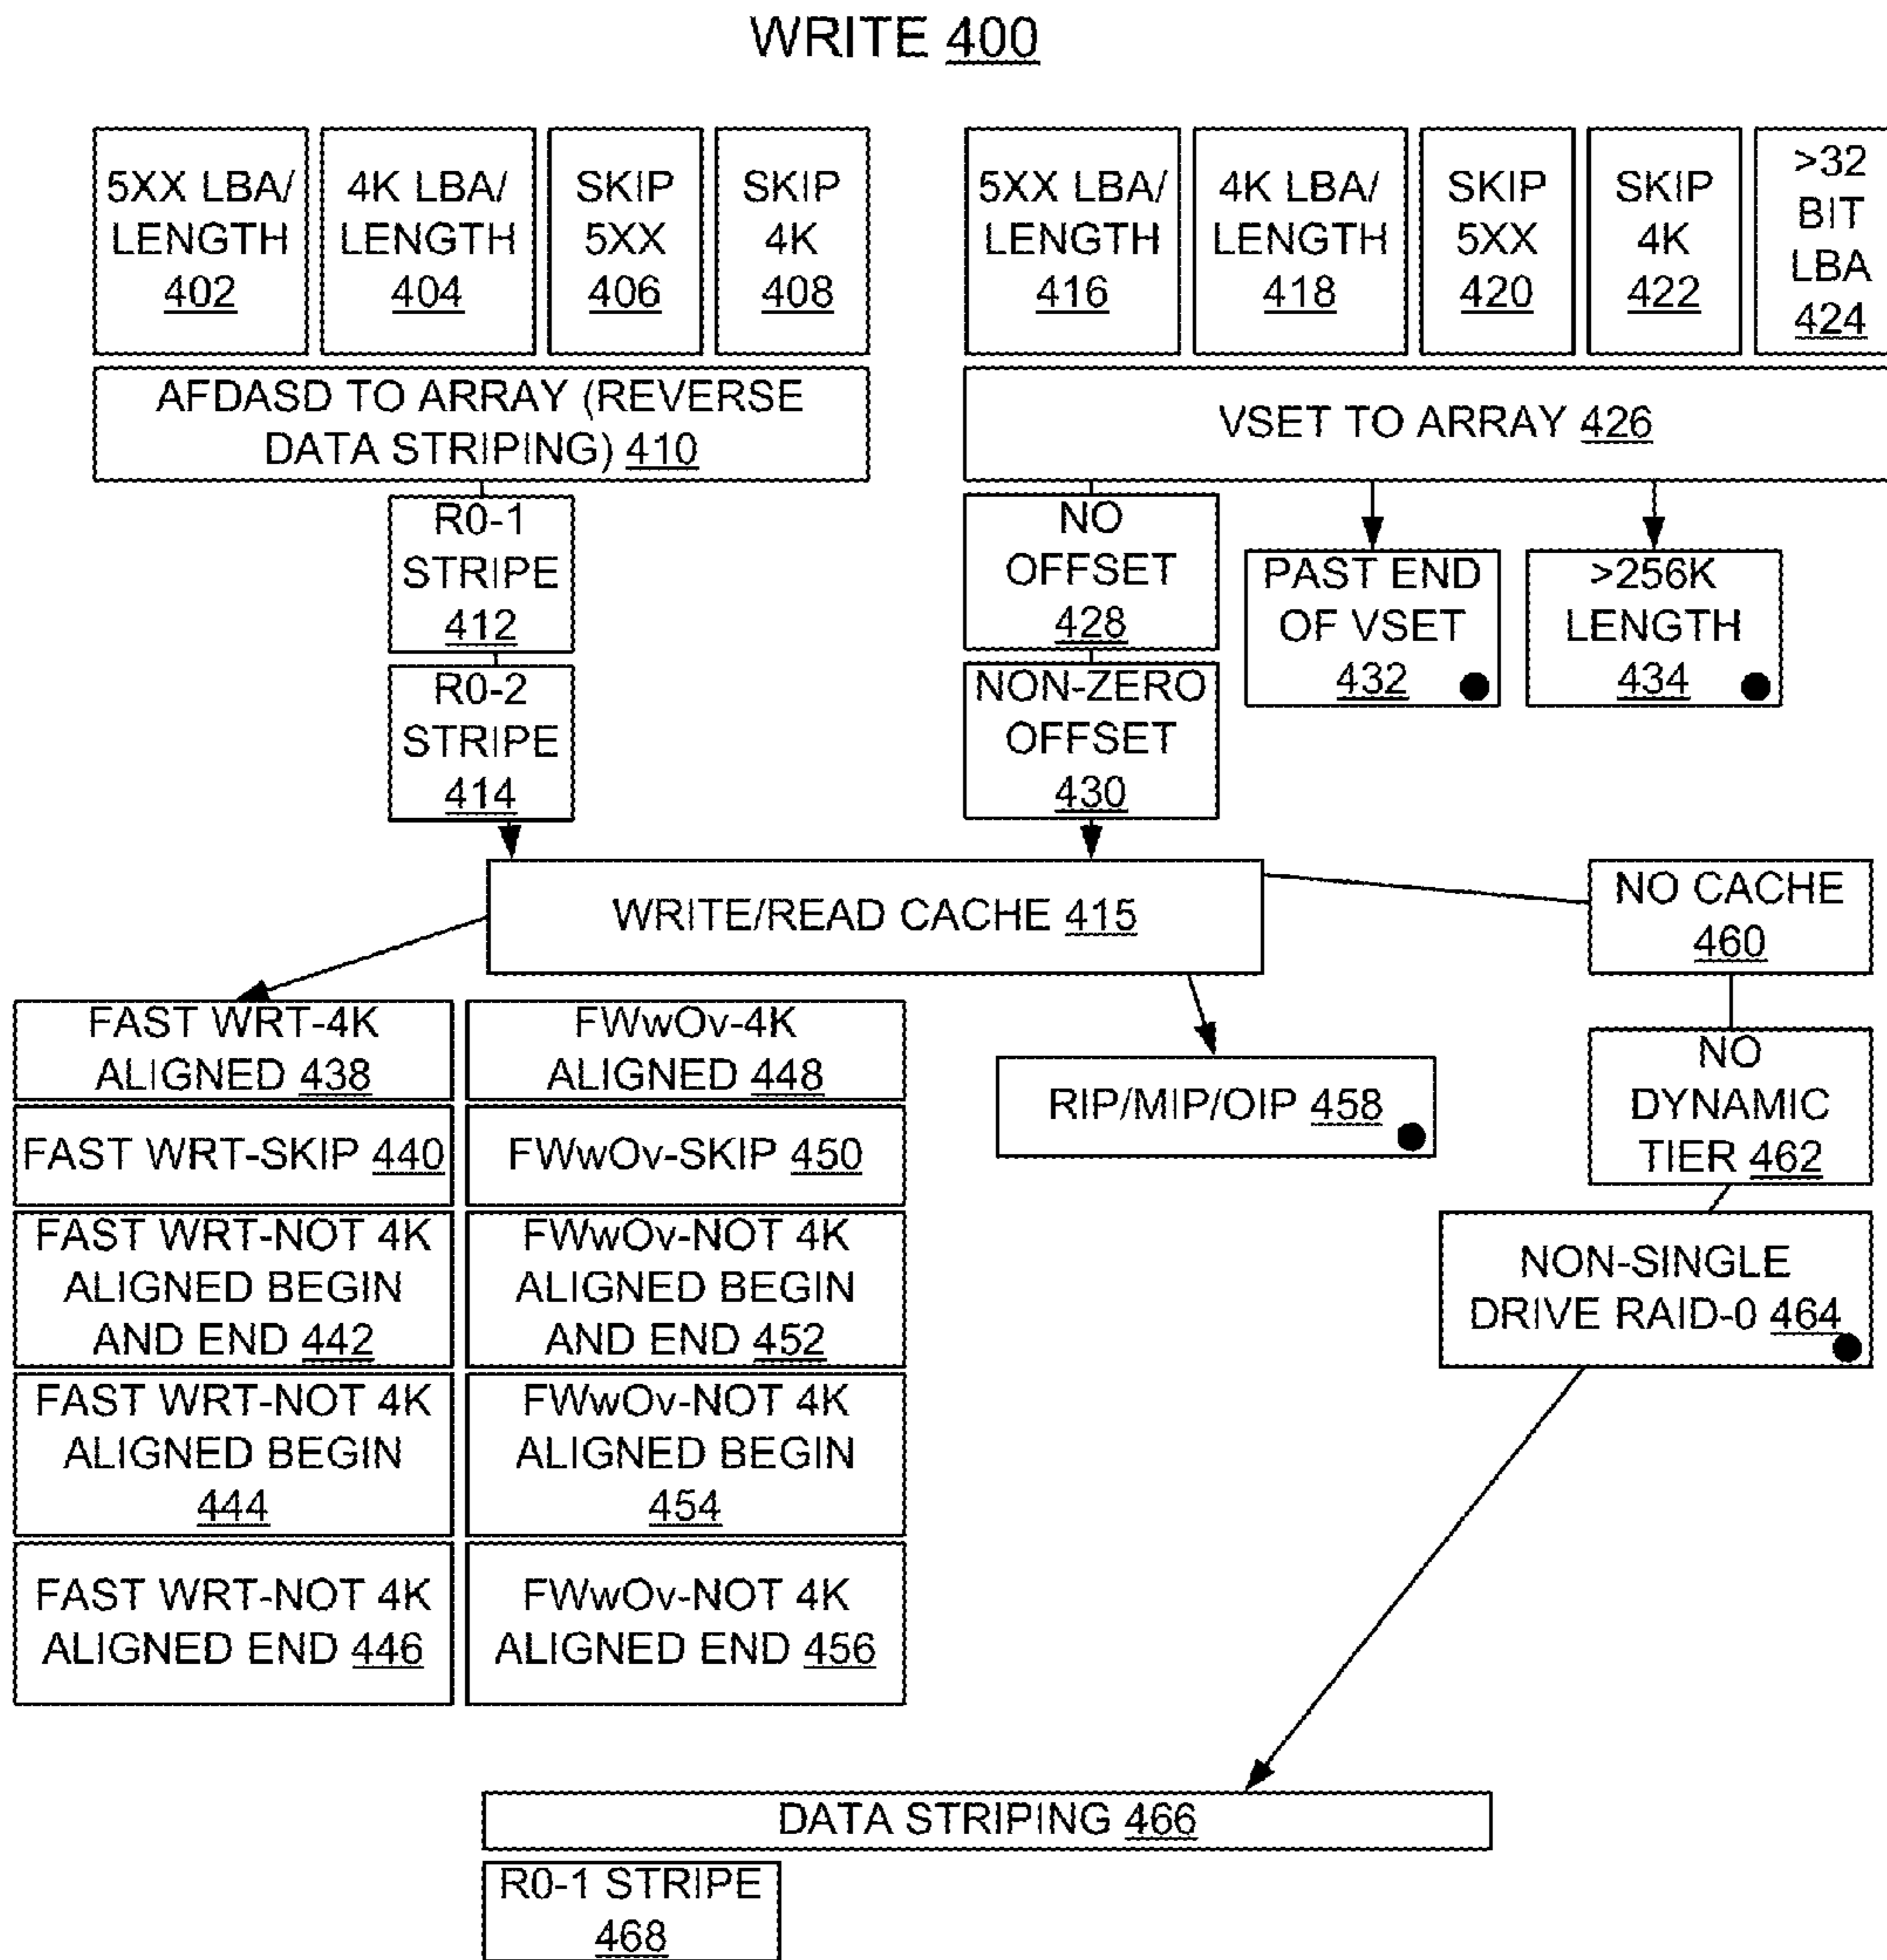 WRITE 400
5XX LBA/
LENGTH
402
4K LBA/
LENGTH
404
SKIP
5XX
406
SKIP
4K
408
5XX LBA/
LENGTH
416
4K LBA/
LENGTH
418
SKIP
5XX
420
SKIP
4K
422
>32
BIT
LBA
424
AFDASD TO ARRAY (REVERSE
DATA STRIPING) 410
VSET TO ARRAY 426
R0-1
STRIPE
412
R0-2
STRIPE
414
NO
OFFSET
428
NON-ZERO
OFFSET
430
PAST END
OF VSET
432
>256K
LENGTH
434
WRITE/READ CACHE 415
NO CACHE
460
FAST WRT-4K
ALIGNED 438
FWwOv-4K
ALIGNED 448
FAST WRT-SKIP 440
FWwOv-SKIP 450
FAST WRT-NOT 4K
ALIGNED BEGIN
AND END 442
FWwOv-NOT 4K
ALIGNED BEGIN
AND END 452
FAST WRT-NOT 4K
ALIGNED BEGIN
444
FWwOv-NOT 4K
ALIGNED BEGIN
454
FAST WRT-NOT 4K
ALIGNED END 446
FWwOv-NOT 4K
ALIGNED END 456
RIP/MIP/OIP 458
NO
DYNAMIC
TIER 462
NON-SINGLE
DRIVE RAID-0 464
DATA STRIPING 466
R0-1 STRIPE
468